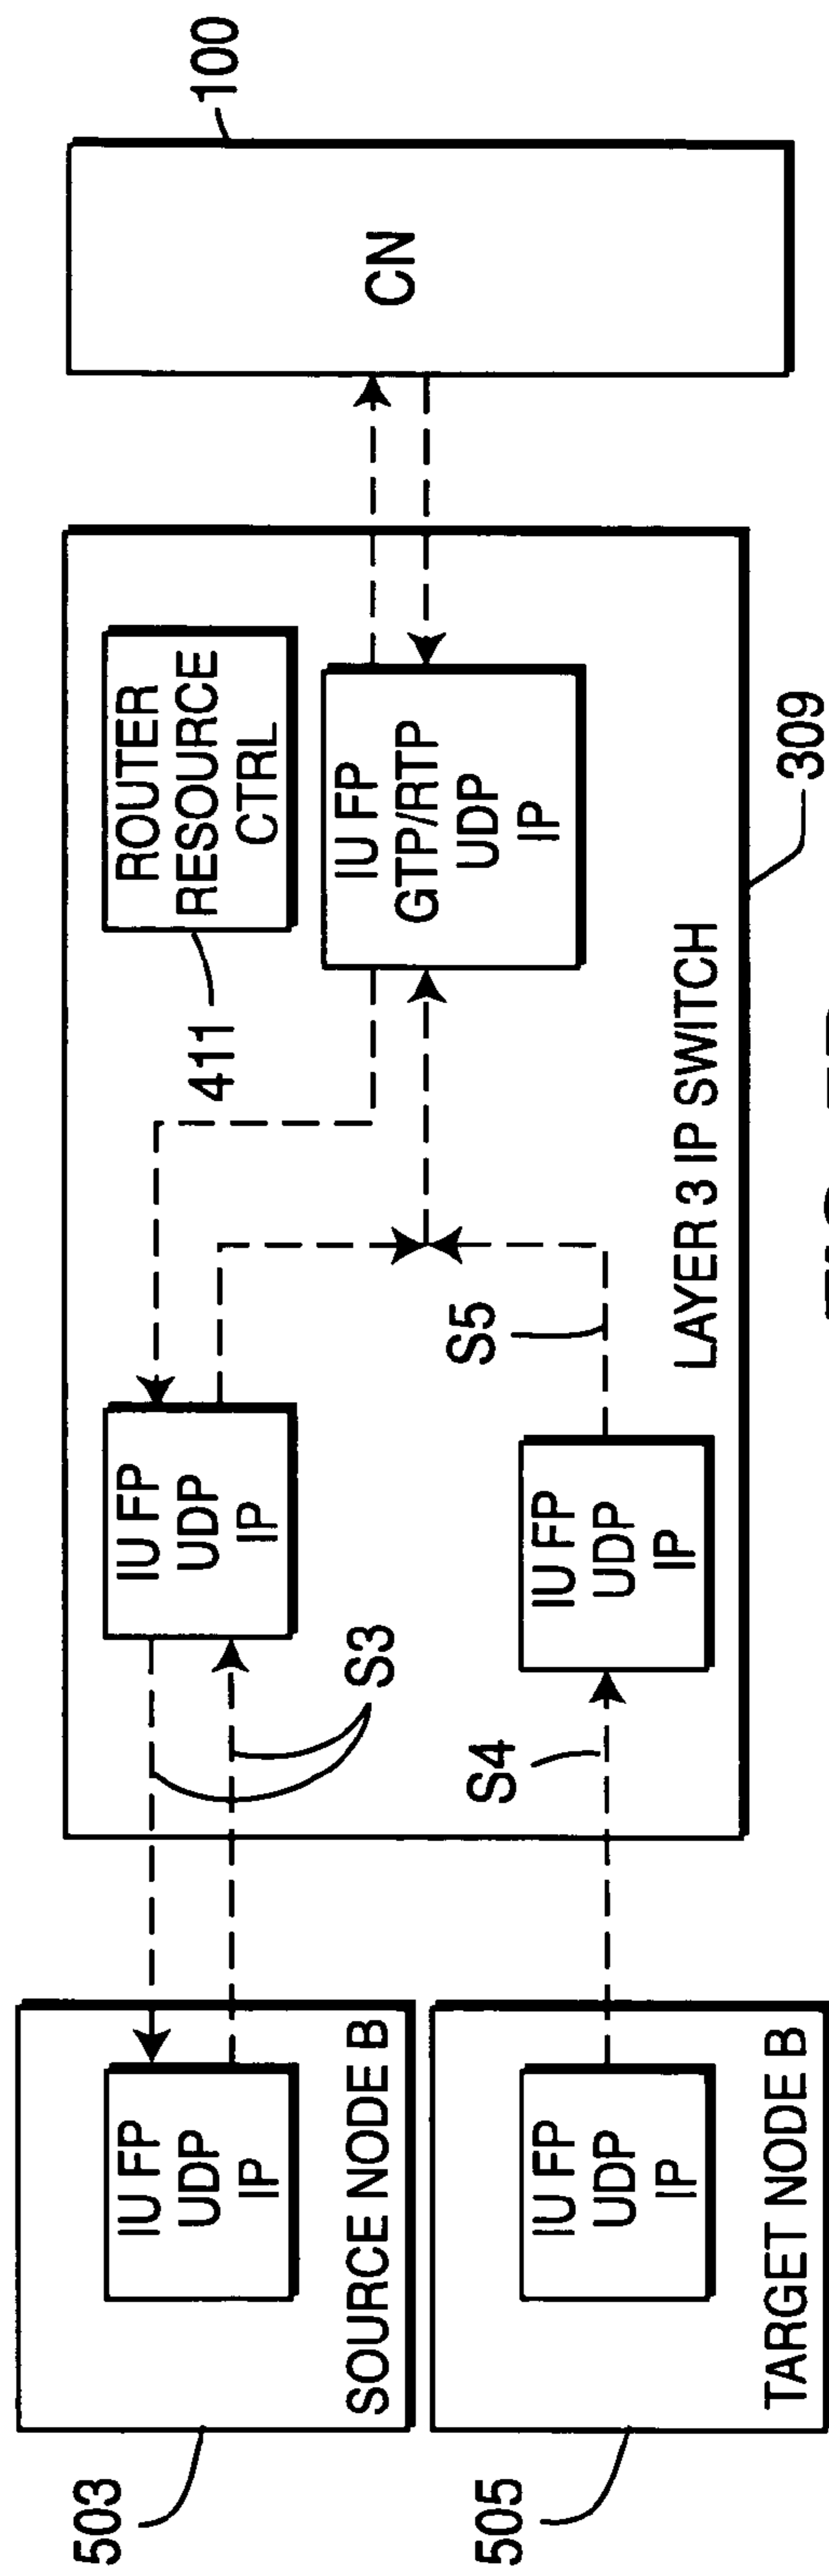 503
IU FP
UDP
IP
SOURCE NODE B
505
IU FP
UDP
IP
TARGET NODE B
S3
S4
IU FP
UDP
IP
IU FP
UDP
IP
S5
411
ROUTER
RESOURCE
CTRL
IU FP
GTP/RTP
UDP
IP
LAYER 3 IP SWITCH
309
CN
100